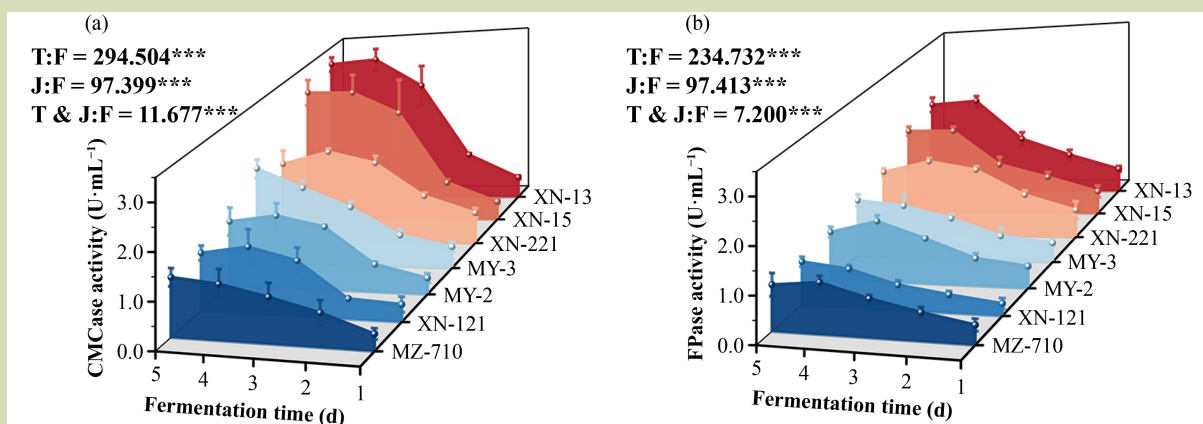 (a)
T:F = 294.504***
J:F = 97.399***
T & J:F = 11.677***
CMCase activity (U·mL⁻¹)
3.0
2.0
1.0
0.0
5
4
3
2
1
Fermentation time (d)
XN-13
XN-15
XN-221
MY-3
MY-2
XN-121
MZ-710
(b)
T:F = 234.732***
J:F = 97.413***
T & J:F = 7.200***
FPase activity (U·mL⁻¹)
3.0
2.0
1.0
0.0
5
4
3
2
1
Fermentation time (d)
XN-13
XN-15
XN-221
MY-3
MY-2
XN-121
MZ-710